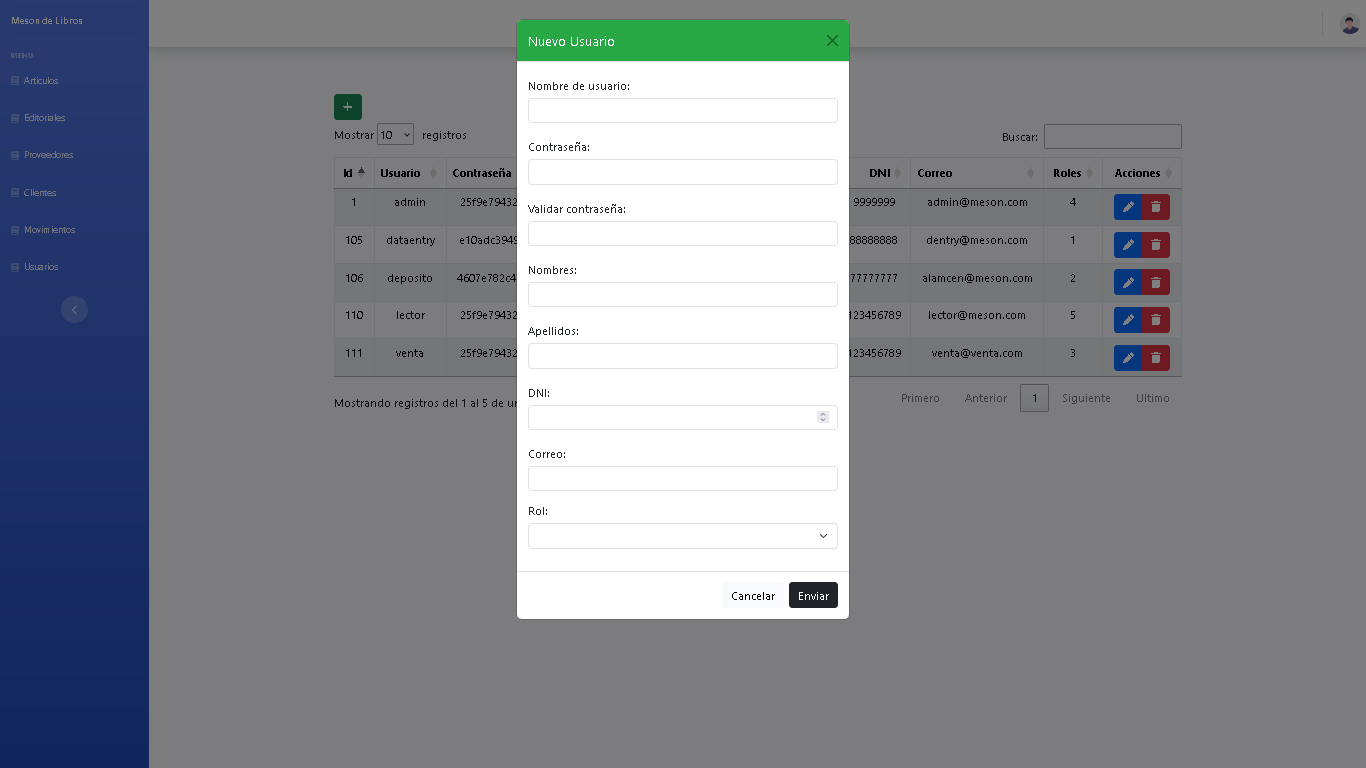 Meson de Libros
MENU
Articulos
Editoriales
Proveedores
Clientes
Movimientos
Usuarios
Nuevo Usuario
Nombre de usuario:
Contraseña:
Validar contraseña:
Nombres:
Apellidos:
DNI:
Correo:
Rol:
Cancelar Enviar
+
Mostrar 10 registros
Buscar:
Id Usuario Contraseña DNI Correo Roles Acciones
1 admin 25f9e79432 9999999 admin@meson.com 4
105 dataentry e10adc3949 88888888 dentry@meson.com 1
106 deposito 4607e782c4 77777777 alamcen@meson.com 2
110 lector 25f9e79432 123456789 lector@meson.com 5
111 venta 25f9e79432 123456789 venta@venta.com 3
Mostrando registros del 1 al 5 de un
Primero Anterior 1 Siguiente Ultimo